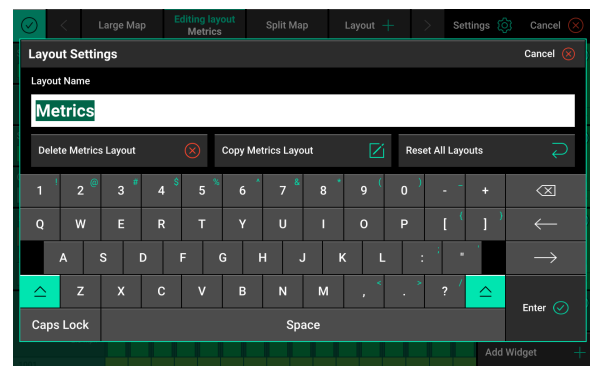 Large Map
Editing layout
Metrics
Split Map
Layout
Settings
Cancel
Layout Settings
Cancel
Layout Name
Metrics
Delete Metrics Layout
Copy Metrics Layout
Reset All Layouts
1 ! 2 @ 3 # 4 $ 5 % 6 ^ 7 & 8 * 9 ( 0 ) - _ +
Q W E R T Y U I O P [ { ] }
A S D F G H J K L : ; " '
Z X C V B N M , < . > ? /
Enter
Caps Lock
Space
Add Widget